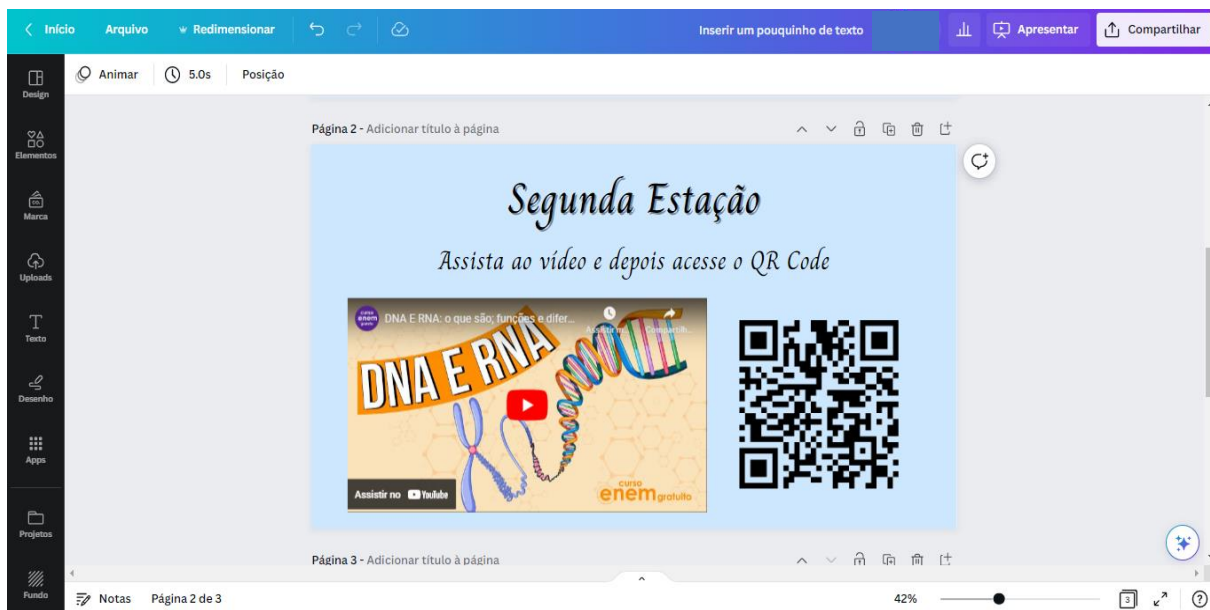 Início Arquivo Redimensionar Inserir um pouquinho de texto Apresentar Compartilhar
Animar 5.0s Posição
Design
Elementos
Marca
Uploads
Texto
Desenho
Apps
Projetos
Fundo
Página 2 - Adicionar título à página
Segunda Estação
Assista ao vídeo e depois acesse o QR Code
DNA E RNA: o que são; funções e difer...
Assistir m... Compartilh...
DNA E RNA
Assistir no YouTube
curso
enem gratuito
Página 3 - Adicionar título à página
Notas Página 2 de 3 42% 3